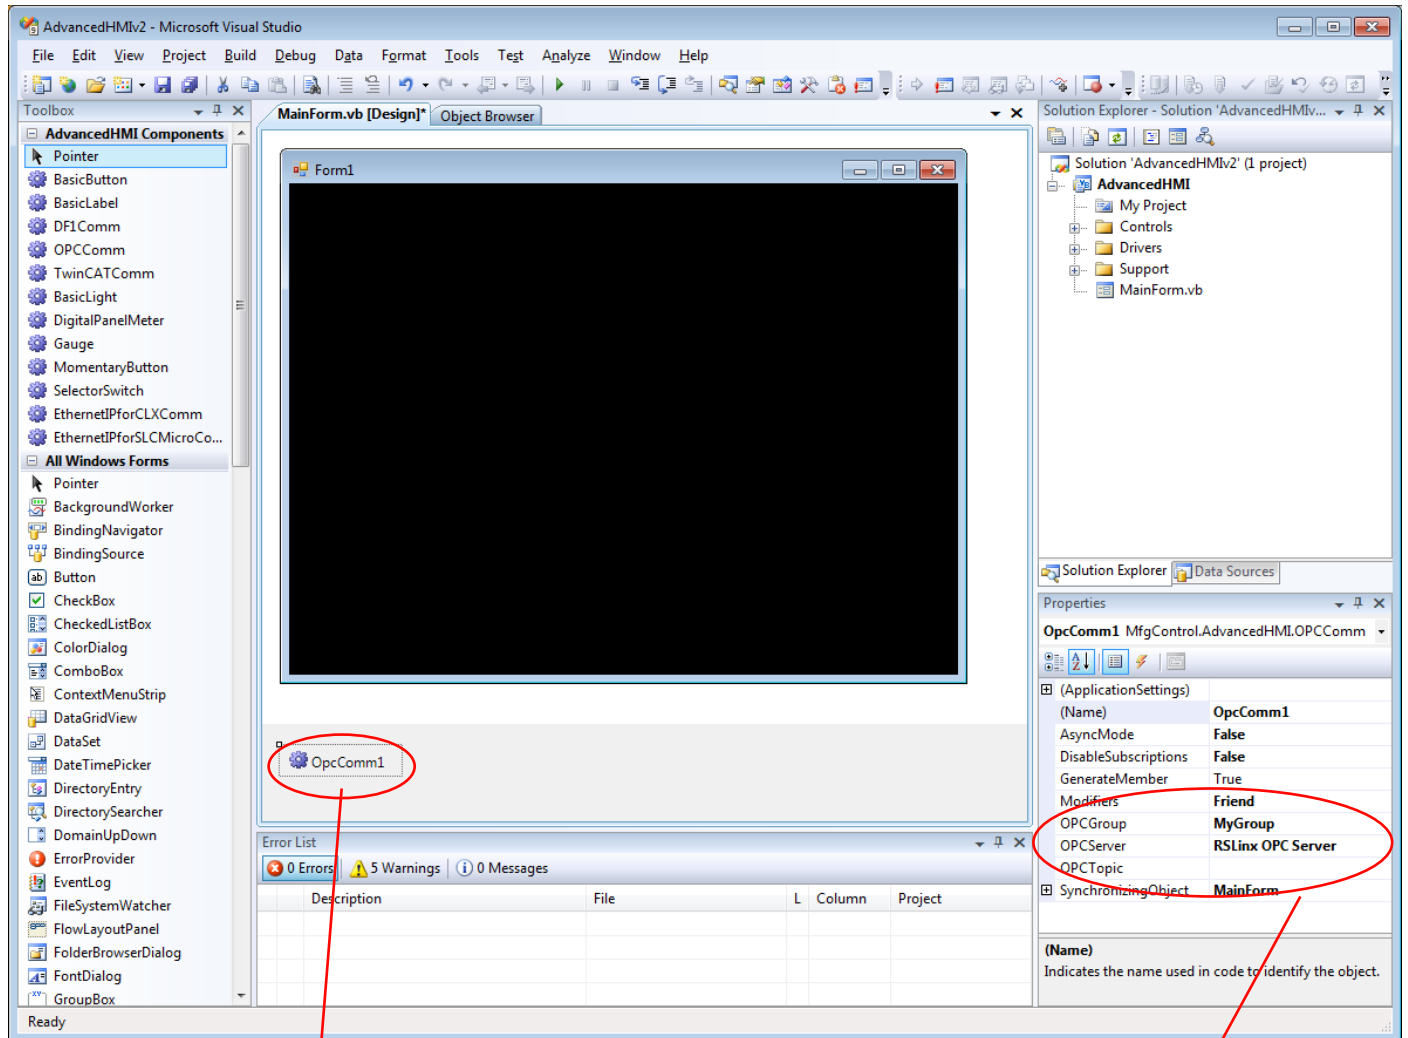 AdvancedHMIv2 - Microsoft Visual Studio
File Edit View Project Build Debug Data Format Tools Test Analyze Window Help
Toolbox
AdvancedHMI Components
Pointer
BasicButton
BasicLabel
DF1Comm
OPCComm
TwinCATComm
BasicLight
DigitalPanelMeter
Gauge
MomentaryButton
SelectorSwitch
EthernetIPforCLXComm
EthernetIPforSLCMicroCo...
All Windows Forms
Pointer
BackgroundWorker
BindingNavigator
BindingSource
Button
CheckBox
CheckedListBox
ColorDialog
ComboBox
ContextMenuStrip
DataGridView
DataSet
DateTimePicker
DirectoryEntry
DirectorySearcher
DomainUpDown
ErrorProvider
EventLog
FileSystemWatcher
FlowLayoutPanel
FolderBrowserDialog
FontDialog
GroupBox
MainForm.vb [Design]* Object Browser
Form1
OpcComm1
Error List
0 Errors 5 Warnings 0 Messages
Description File L Column Project
Solution Explorer - Solution 'AdvancedHMIv...
Solution 'AdvancedHMIv2' (1 project)
AdvancedHMI
My Project
Controls
Drivers
Support
MainForm.vb
Solution Explorer Data Sources
Properties
OpcComm1 MfgControl.AdvancedHMI.OPCComm
(ApplicationSettings)
(Name) OpcComm1
AsyncMode False
DisableSubscriptions False
GenerateMember True
Modifiers Friend
OPCGroup MyGroup
OPCServer RSLinx OPC Server
OPCTopic
SynchronizingObject MainForm
(Name)
Indicates the name used in code to identify the object.
Ready